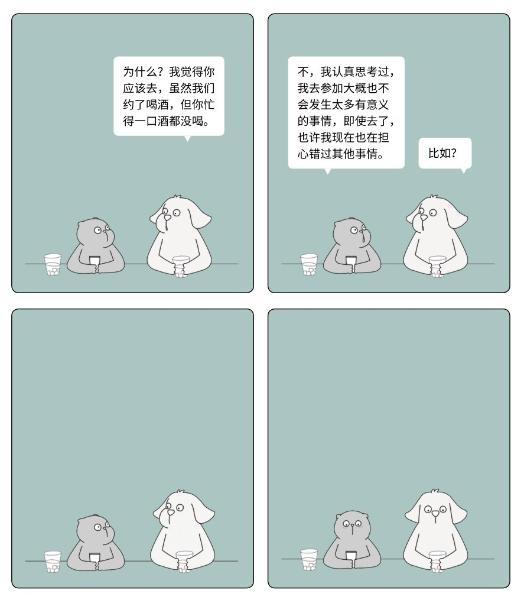 为什么？我觉得你
应该去，虽然我们
约了喝酒，但你忙
得一口酒都没喝。
不，我认真思考过，
我去参加大概也不
会发生太多有意义
的事情，即使去了，
也许我现在也在担
心错过其他事情。
比如？